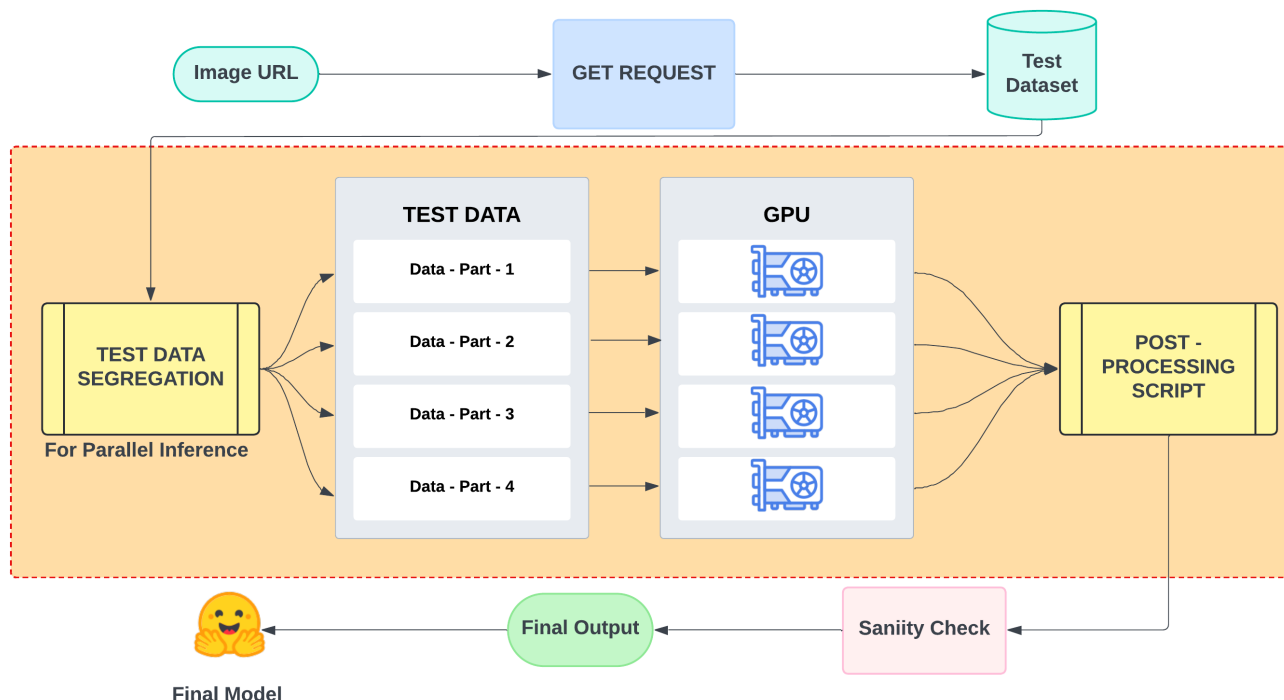 Image URL
GET REQUEST
Test
Dataset
TEST DATA
GPU
Data - Part - 1
Data - Part - 2
Data - Part - 3
Data - Part - 4
TEST DATA
SEGREGATION
For Parallel Inference
POST -
PROCESSING
SCRIPT
Final Output
Saniity Check
Final Model